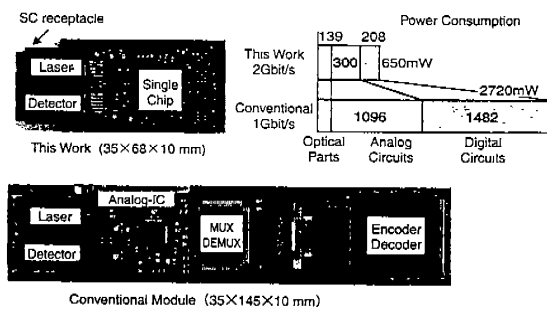 SC receptacle
Laser
Detector
Single
Chip
This Work (35×68×10 mm)
Power Consumption
139 208
This Work
2Gbit/s
300
650mW
2720mW
Conventional
1Gbit/s
1096
1482
Optical
Parts
Analog
Circuits
Digital
Circuits
Analog-IC
Laser
Detector
MUX
DEMUX
Encoder
Decoder
Conventional Module (35×145×10 mm)